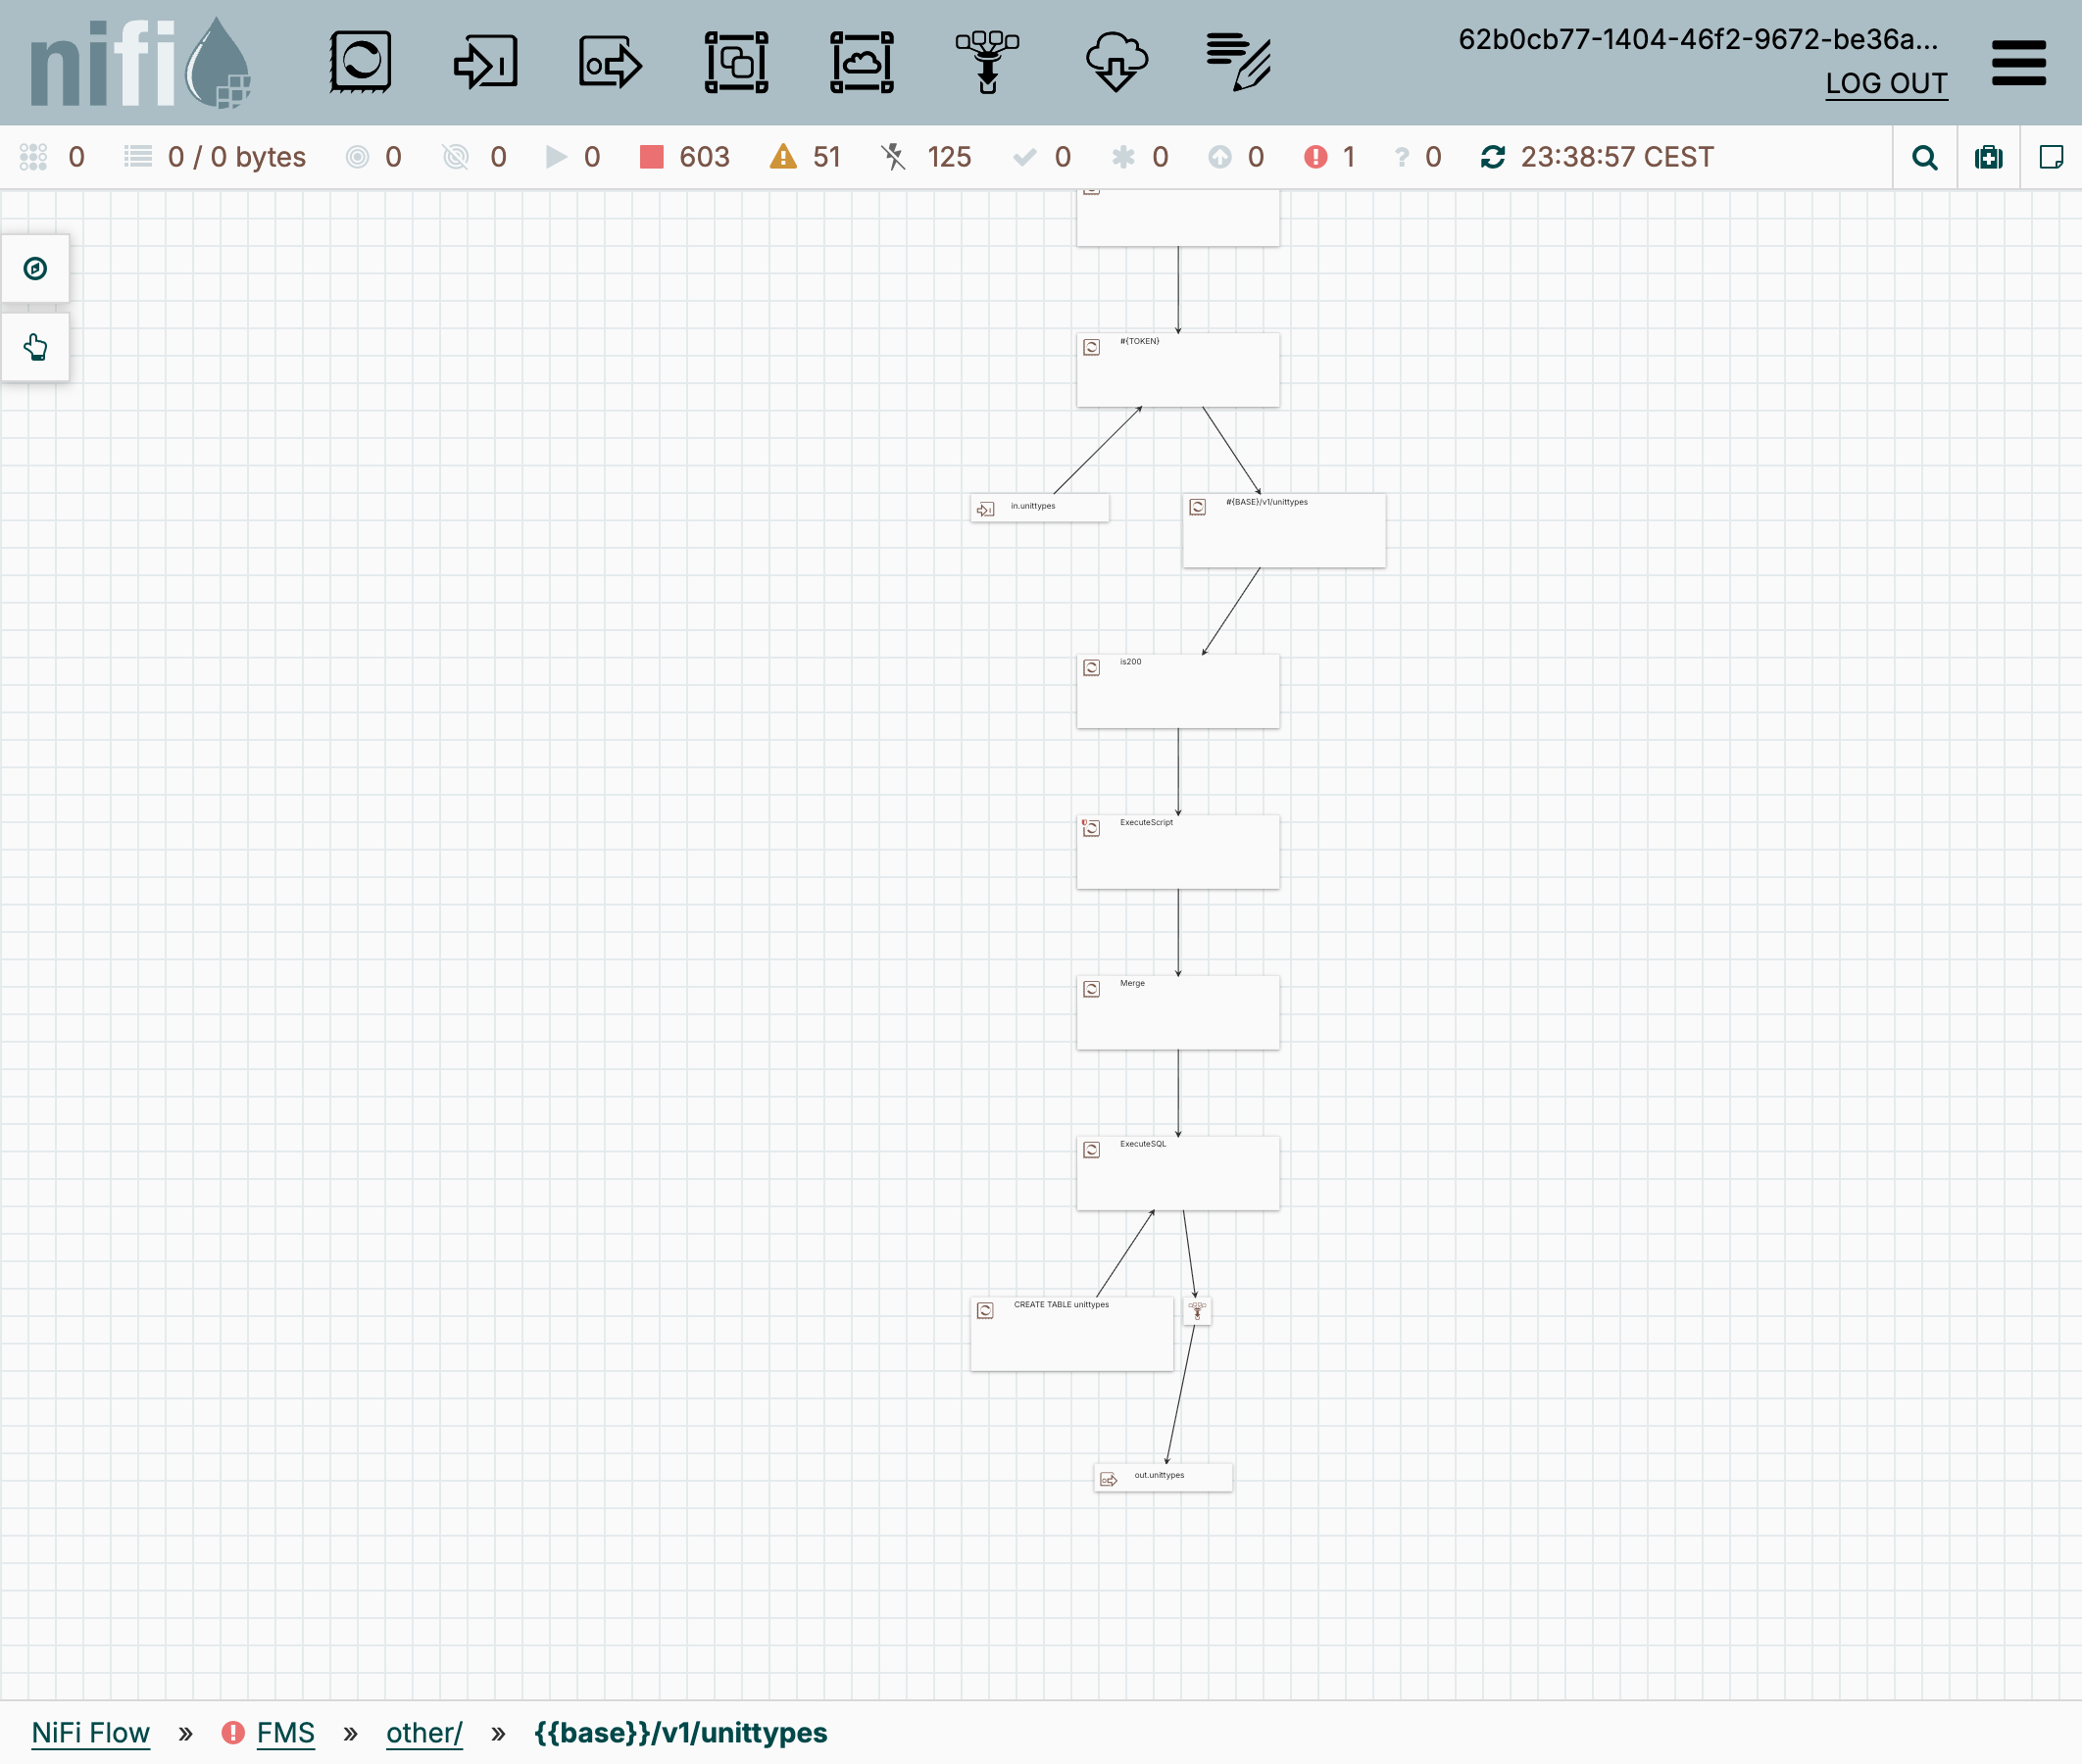 nifi
62b0cb77-1404-46f2-9672-be36a...
LOG OUT
0 0 / 0 bytes 0 0 0 603 51 125 0 0 0 1 ? 0 23:38:57 CEST
#{TOKEN}
in.unittypes
#{BASE}/v1/unittypes
is200
ExecuteScript
Merge
ExecuteSQL
CREATE TABLE unittypes
out.unittypes
NiFi Flow » FMS » other/ » {{base}}/v1/unittypes